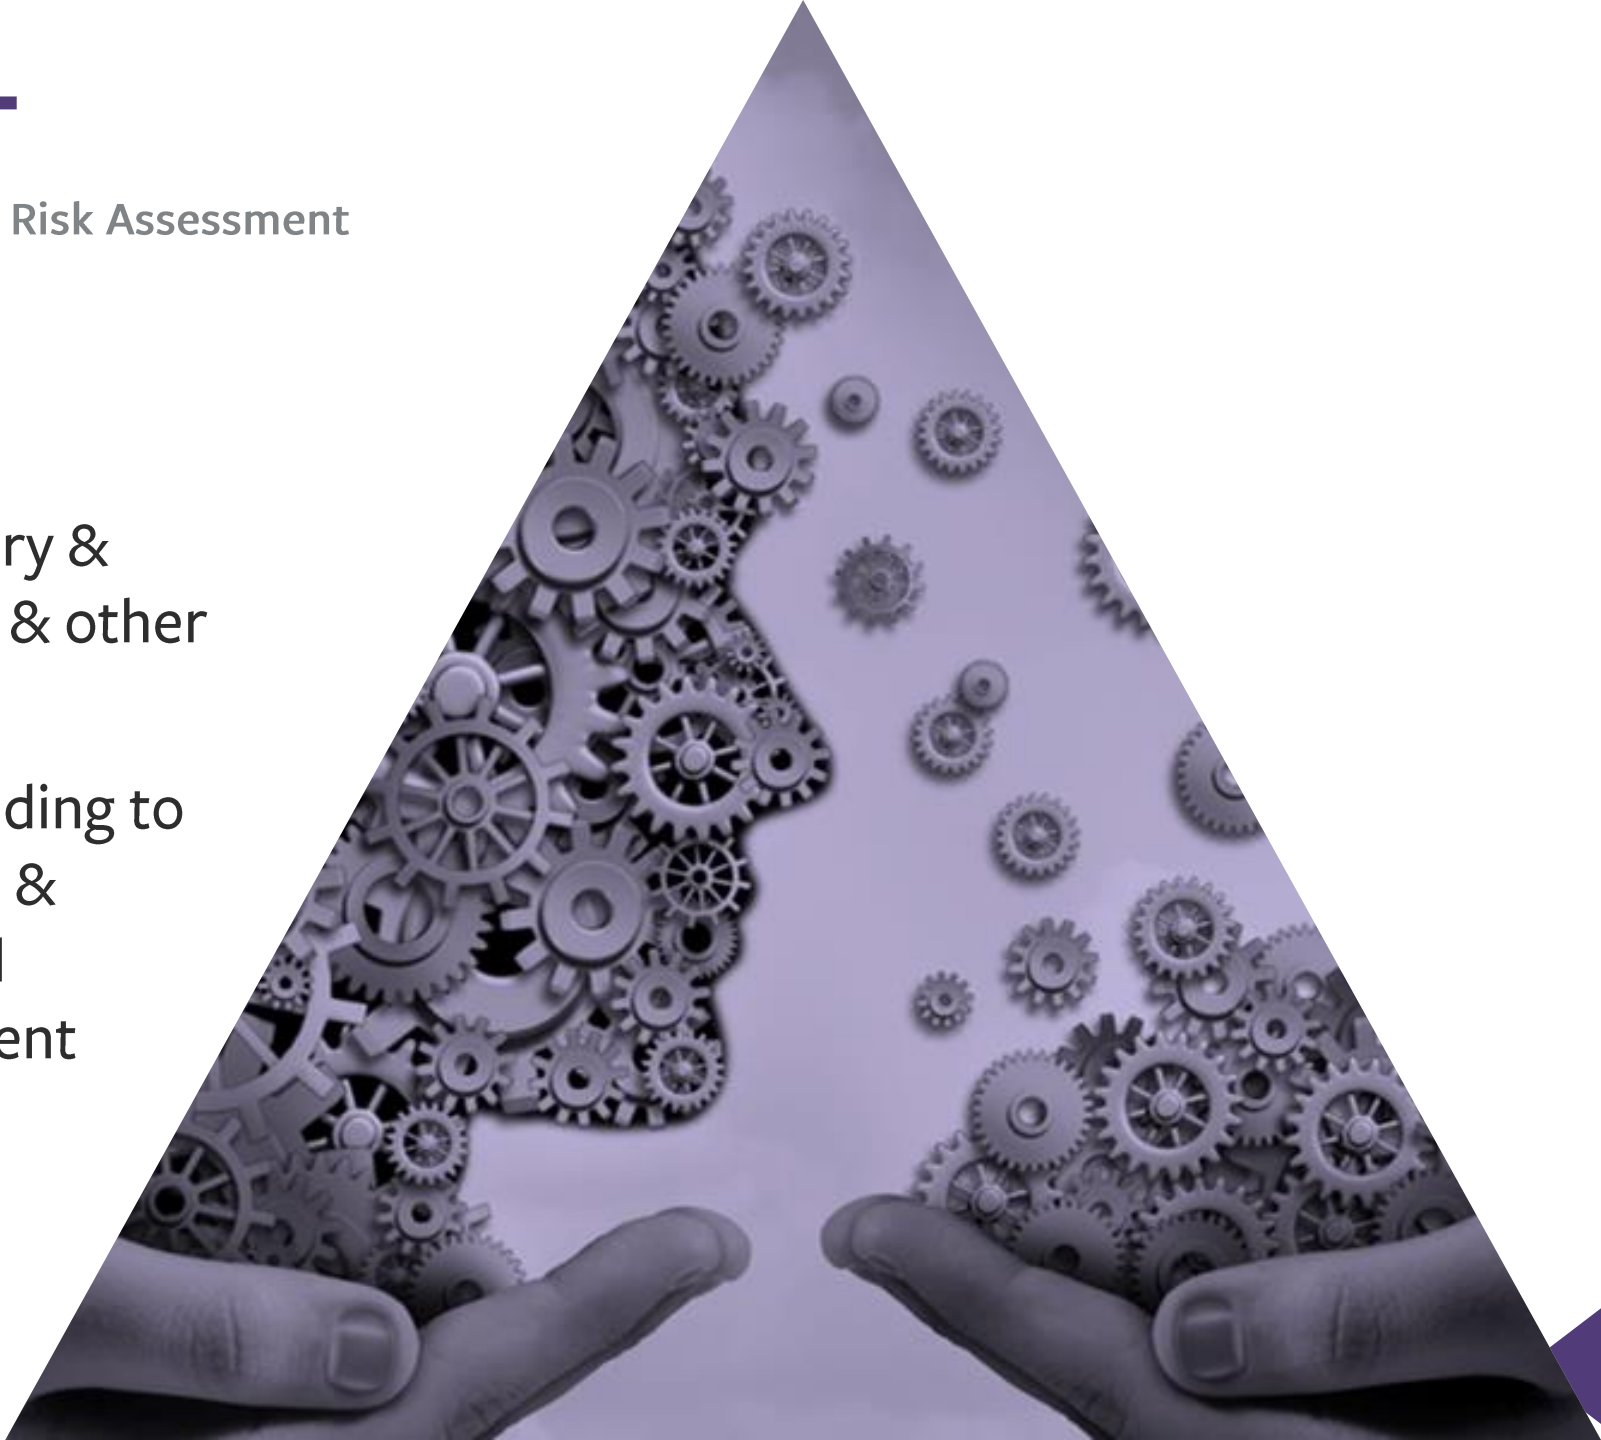 Risk Assessment
ry &
& other
ding to
&
ent